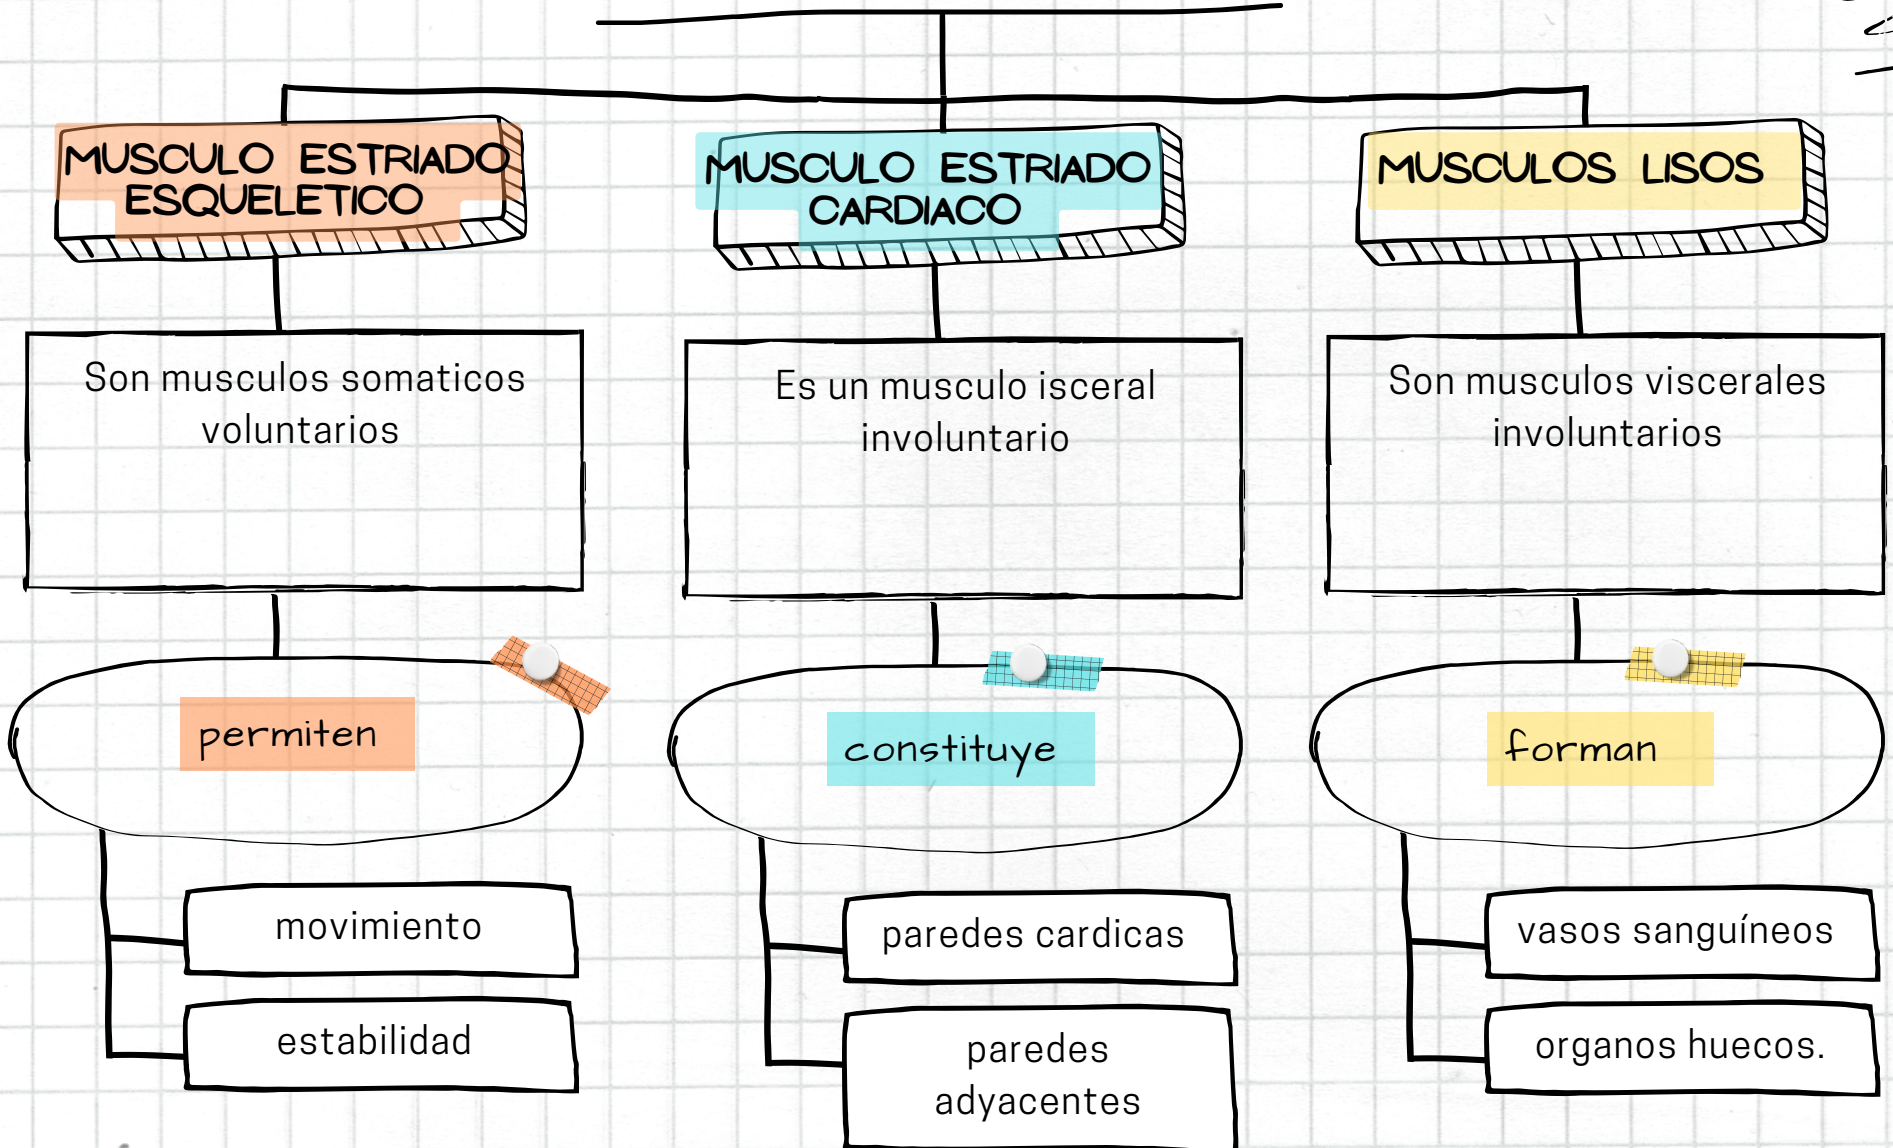 MUSCULO ESTRIADO
ESQUELETICO
Son musculos somaticos
voluntarios
permiten
movimiento
estabilidad
MUSCULO ESTRIADO
CARDIACO
Es un musculo isceral
involuntario
constituye
paredes cardicas
paredes
adyacentes
MUSCULOS LISOS
Son musculos viscerales
involuntarios
forman
vasos sanguíneos
organos huecos.